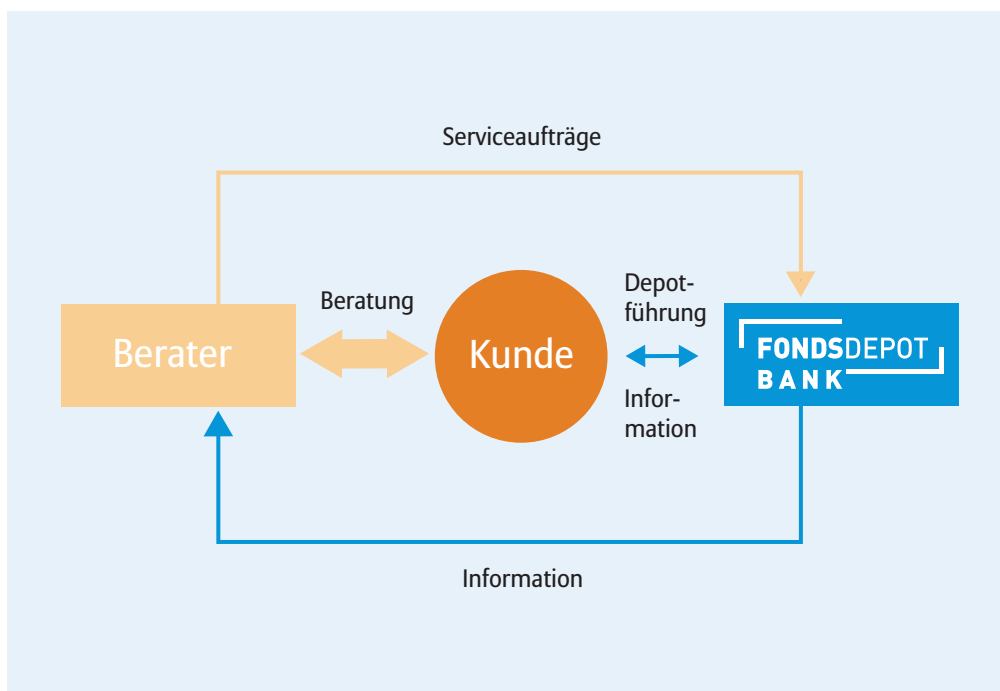 Serviceaufträge
Beratung
Depot-
führung
Berater
Kunde
FONDSDEPOT
BANK
Infor-
mation
Information